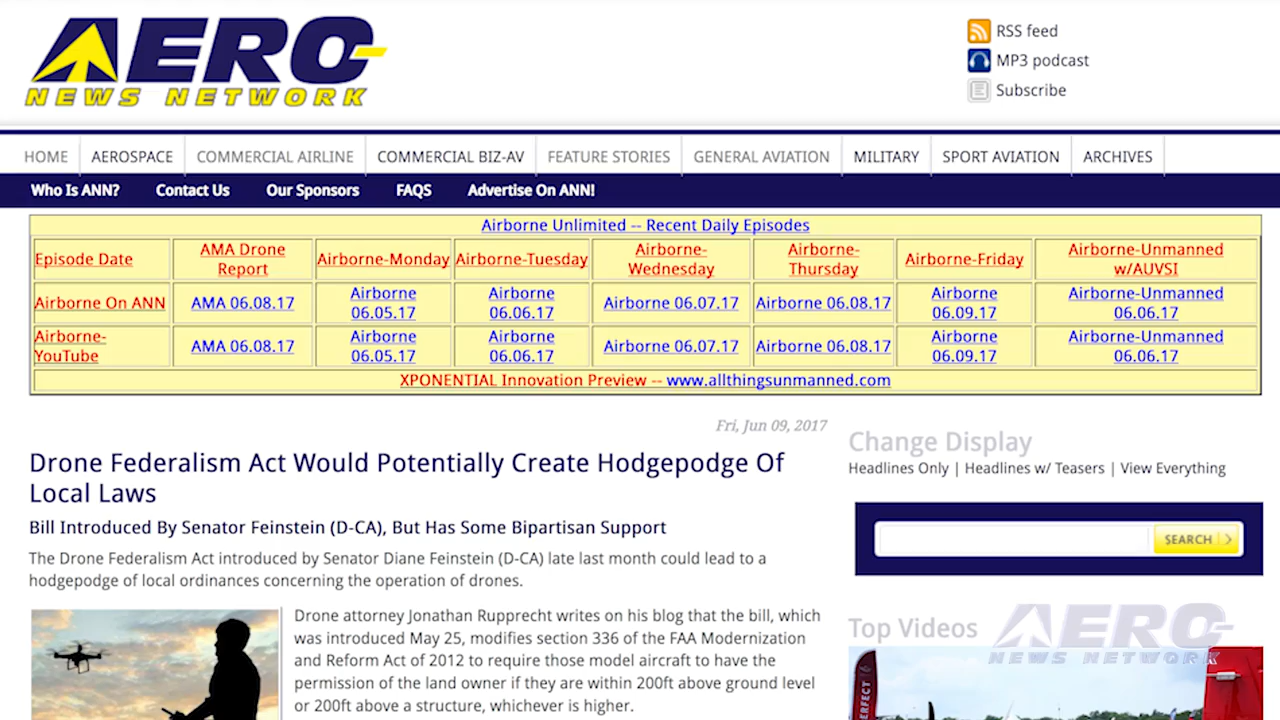 AERO
NEWS NETWORK
RSS feed
MP3 podcast
Subscribe
HOME AEROSPACE COMMERCIAL AIRLINE COMMERCIAL BIZ-AV FEATURE STORIES GENERAL AVIATION MILITARY SPORT AVIATION ARCHIVES
Who Is ANN? Contact Us Our Sponsors FAQS Advertise On ANN!
Airborne Unlimited -- Recent Daily Episodes
Episode Date AMA Drone Report Airborne-Monday Airborne-Tuesday Airborne-Wednesday Airborne-Thursday Airborne-Friday Airborne-Unmanned w/AUVSI
Airborne On ANN AMA 06.08.17 Airborne 06.05.17 Airborne 06.06.17 Airborne 06.07.17 Airborne 06.08.17 Airborne 06.09.17 Airborne-Unmanned 06.06.17
Airborne-YouTube AMA 06.08.17 Airborne 06.05.17 Airborne 06.06.17 Airborne 06.07.17 Airborne 06.08.17 Airborne 06.09.17 Airborne-Unmanned 06.06.17
XPONENTIAL Innovation Preview -- www.allthingsunmanned.com
Fri, Jun 09, 2017
Drone Federalism Act Would Potentially Create Hodgepodge Of
Local Laws
Bill Introduced By Senator Feinstein (D-CA), But Has Some Bipartisan Support
The Drone Federalism Act introduced by Senator Diane Feinstein (D-CA) late last month could lead to a
hodgepodge of local ordinances concerning the operation of drones.
Drone attorney Jonathan Rupprecht writes on his blog that the bill, which
was introduced May 25, modifies section 336 of the FAA Modernization
and Reform Act of 2012 to require those model aircraft to have the
permission of the land owner if they are within 200ft above ground level
or 200ft above a structure, whichever is higher.
Change Display
Headlines Only | Headlines w/ Teasers | View Everything
SEARCH
Top Videos
AERO
NEWS NETWORK